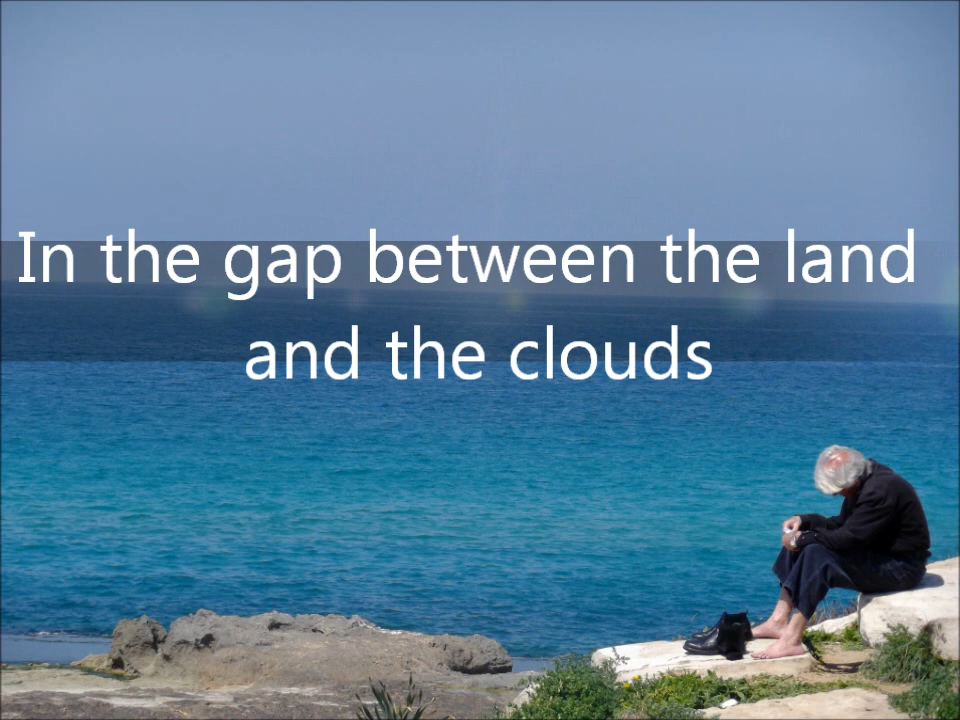 In the gap between the land
and the clouds